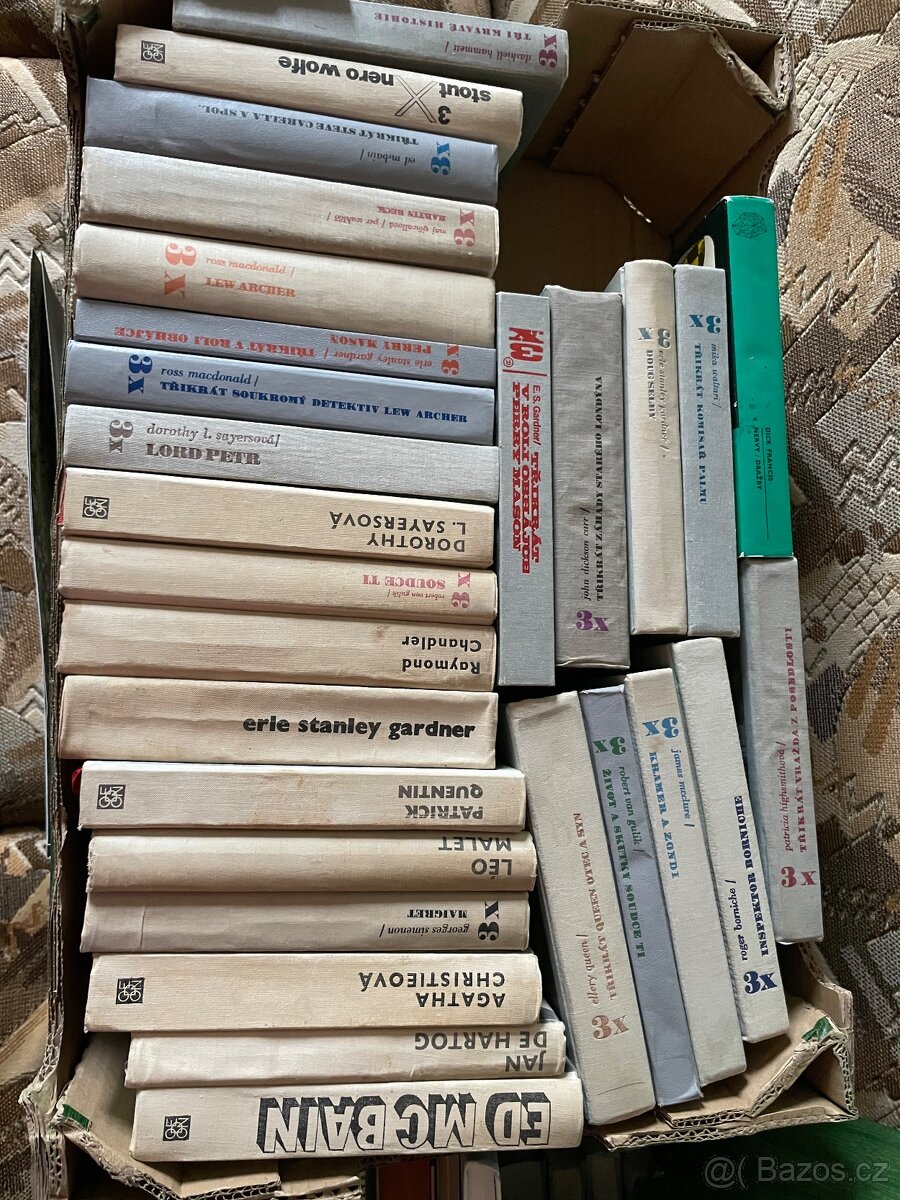 3x
dashiell hammett /
TŘI KRVAVÉ HISTORIE
stout
3 X nero wolfe
3x
ed mcbain /
TŘIKRÁT STEVE CARELLA A SPOL.
3x
maj sjöwallová / per wahlöö /
MARTIN BECK
3x
ross macdonald /
LEW ARCHER
3x
erle stanley gardner / TŘIKRÁT V ROLI OBHÁJCE
PERRY MASON
3x
ross macdonald /
TŘIKRÁT SOUKROMÝ DETEKTIV LEW ARCHER
3x
dorothy l. sayersová /
LORD PETR
DOROTHY
L. SAYERSOVÁ
3x
robert van gulik /
SOUDCE TI
Raymond
Chandler
erle stanley gardner
PATRICK
QUENTIN
LÉO
MALET
3x
georges simenon /
MAIGRET
AGATHA
CHRISTIEOVÁ
JAN
DE HARTOG
ED MC BAIN
E. S. Gardner/ TŘIKRÁT
V ROLI OBHÁJCE
PERRY MASON
3x
john dickson carr /
TŘIKRÁT ZÁHADY STARÉHO LONDÝNA
3x
erle stanley gardner /
DOUG SELBY
3x
mika waltari /
TŘIKRÁT KOMISAŘ PALMU
DICK FRANCIS
NERVY DRAŽBY
3x
ellery queen /
TŘIKRÁT QUEEN OTEC A SYN
3x
robert van gulik /
ŽIVOT A SKUTKY SOUDCE TI
3x
james mcclure /
KRAMER A ZONDI
3x
roger borniche /
INSPEKTOR BORNICHE
3x
patricia highsmithová /
TŘIKRÁT VRAŽDA Z POSEDLOSTI
@( Bazos.cz